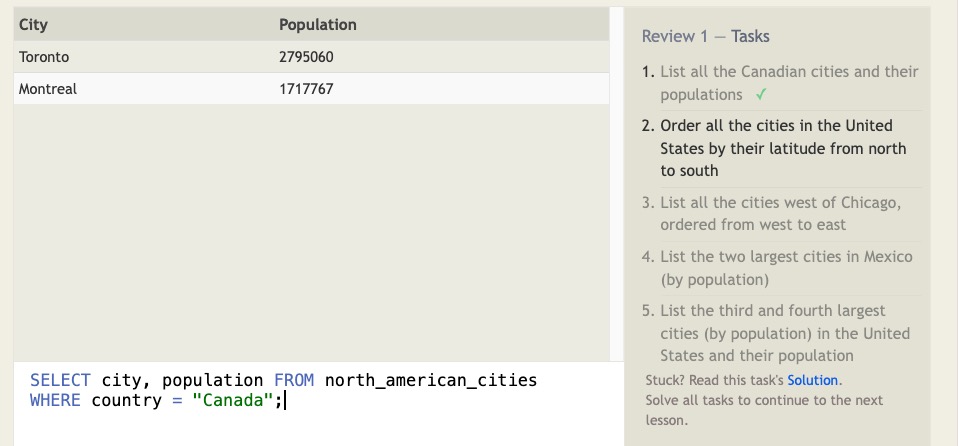 City Population
Toronto 2795060
Montreal 1717767
SELECT city, population FROM north_american_cities
WHERE country = "Canada";
Review 1 — Tasks
1. List all the Canadian cities and their
populations ✓
2. Order all the cities in the United
States by their latitude from north
to south
3. List all the cities west of Chicago,
ordered from west to east
4. List the two largest cities in Mexico
(by population)
5. List the third and fourth largest
cities (by population) in the United
States and their population
Stuck? Read this task's Solution.
Solve all tasks to continue to the next
lesson.